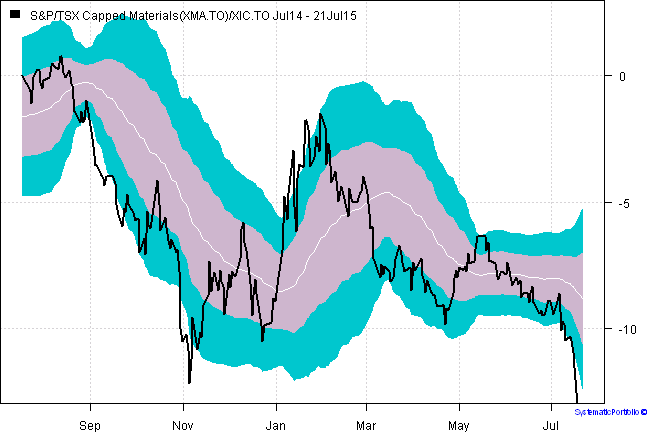 S&P/TSX Capped Materials(XMA.TO)/XIC.TO Jul14 - 21Jul15
0
-5
-10
Sep Nov Jan Mar May Jul
SystematicPortfolio ©